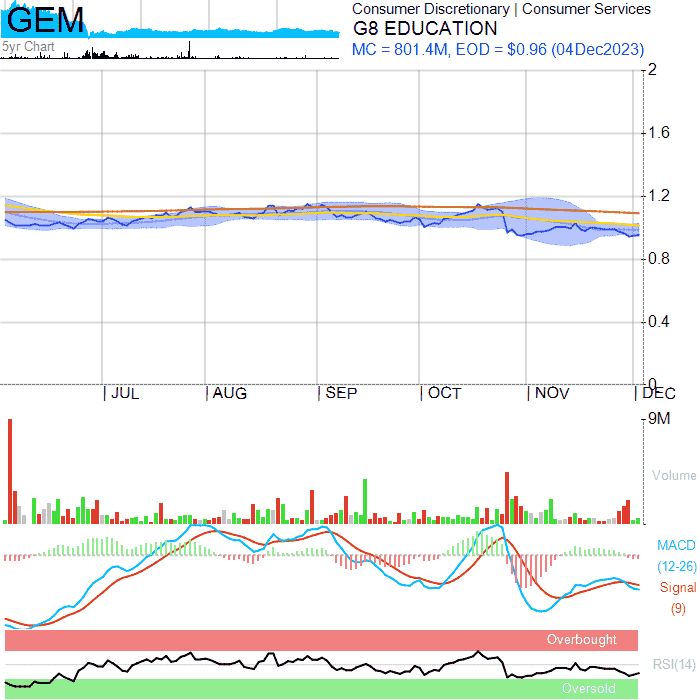 GEM
5yr Chart
Consumer Discretionary | Consumer Services
G8 EDUCATION
MC = 801.4M, EOD = $0.96 (04Dec2023)
2
1.6
1.2
0.8
0.4
0
JUL AUG SEP OCT NOV DEC
9M
Volume
MACD
(12-26)
Signal
(9)
Overbought
RSI(14)
Oversold